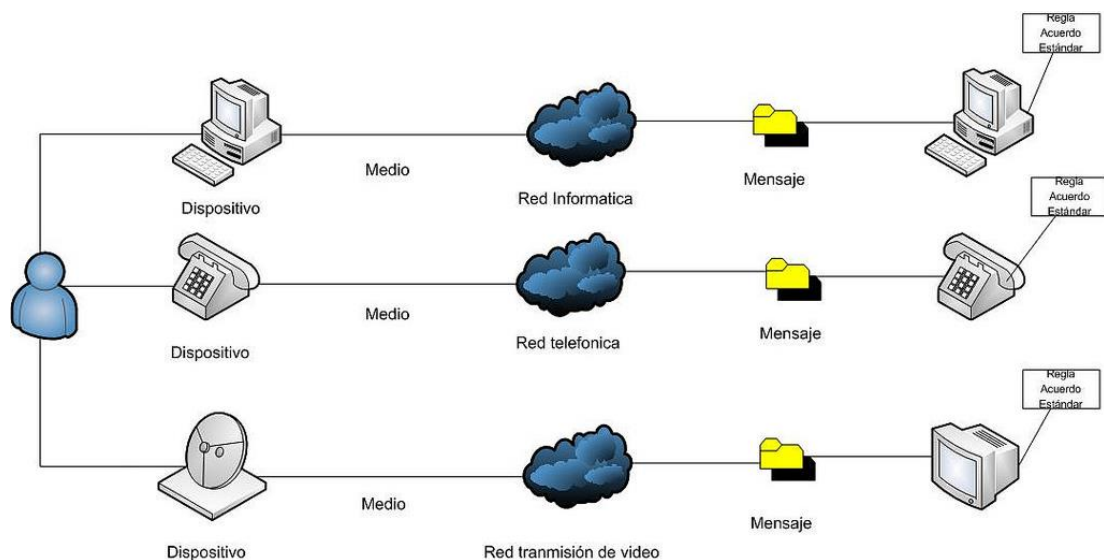 Regla
Acuerdo
Estándar
Medio
Red Informatica
Mensaje
Dispositivo
Regla
Acuerdo
Estándar
Medio
Red telefonica
Mensaje
Dispositivo
Regla
Acuerdo
Estándar
Medio
Mensaje
Dispositivo
Red tranmisión de video